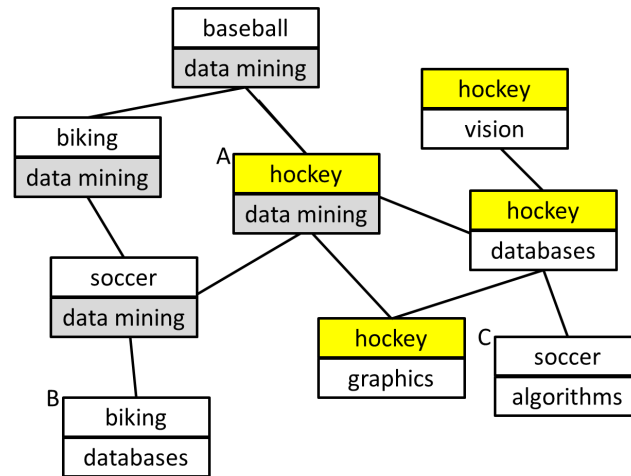 baseball
data mining
hockey
vision
biking
data mining
A
hockey
data mining
hockey
databases
soccer
data mining
hockey
graphics
C
soccer
algorithms
B
biking
databases